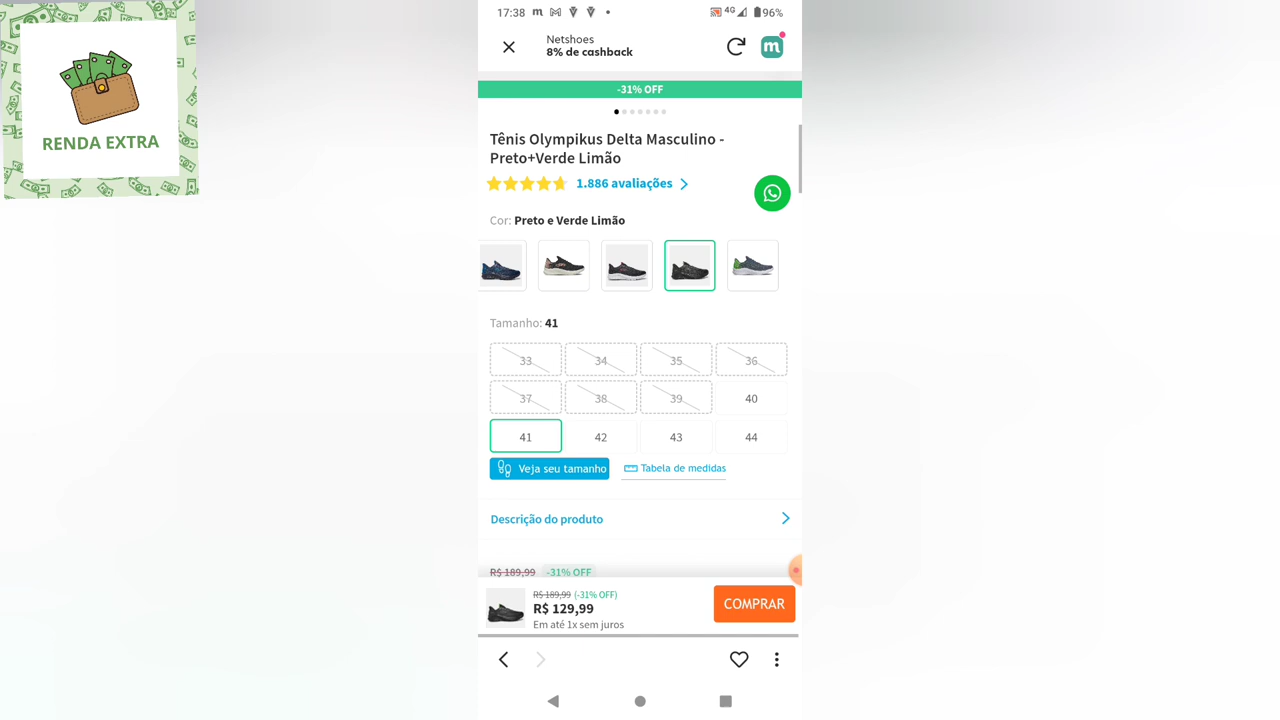 RENDA EXTRA
17:38
4G
96%
Netshoes
8% de cashback
m
-31% OFF
Tênis Olympikus Delta Masculino -
Preto+Verde Limão
1.886 avaliações
Cor: Preto e Verde Limão
Tamanho: 41
33 34 35 36
37 38 39 40
41 42 43 44
Veja seu tamanho
Tabela de medidas
Descrição do produto
R$ 189,99 -31% OFF
R$ 189,99 (-31% OFF)
R$ 129,99
Em até 1x sem juros
COMPRAR